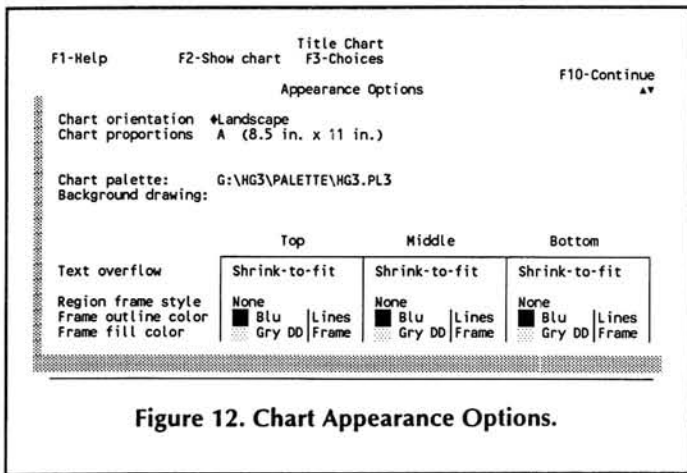 Title Chart
F1-Help F2-Show chart F3-Choices
F10-Continue
Appearance Options ▲▼
Chart orientation ♦Landscape
Chart proportions A (8.5 in. x 11 in.)
Chart palette: G:\HG3\PALETTE\HG3.PL3
Background drawing:
Top Middle Bottom
Text overflow Shrink-to-fit Shrink-to-fit Shrink-to-fit
Region frame style None None None
Frame outline color Blu |Lines Blu |Lines Blu |Lines
Frame fill color Gry DD|Frame Gry DD|Frame Gry DD|Frame
Figure 12. Chart Appearance Options.